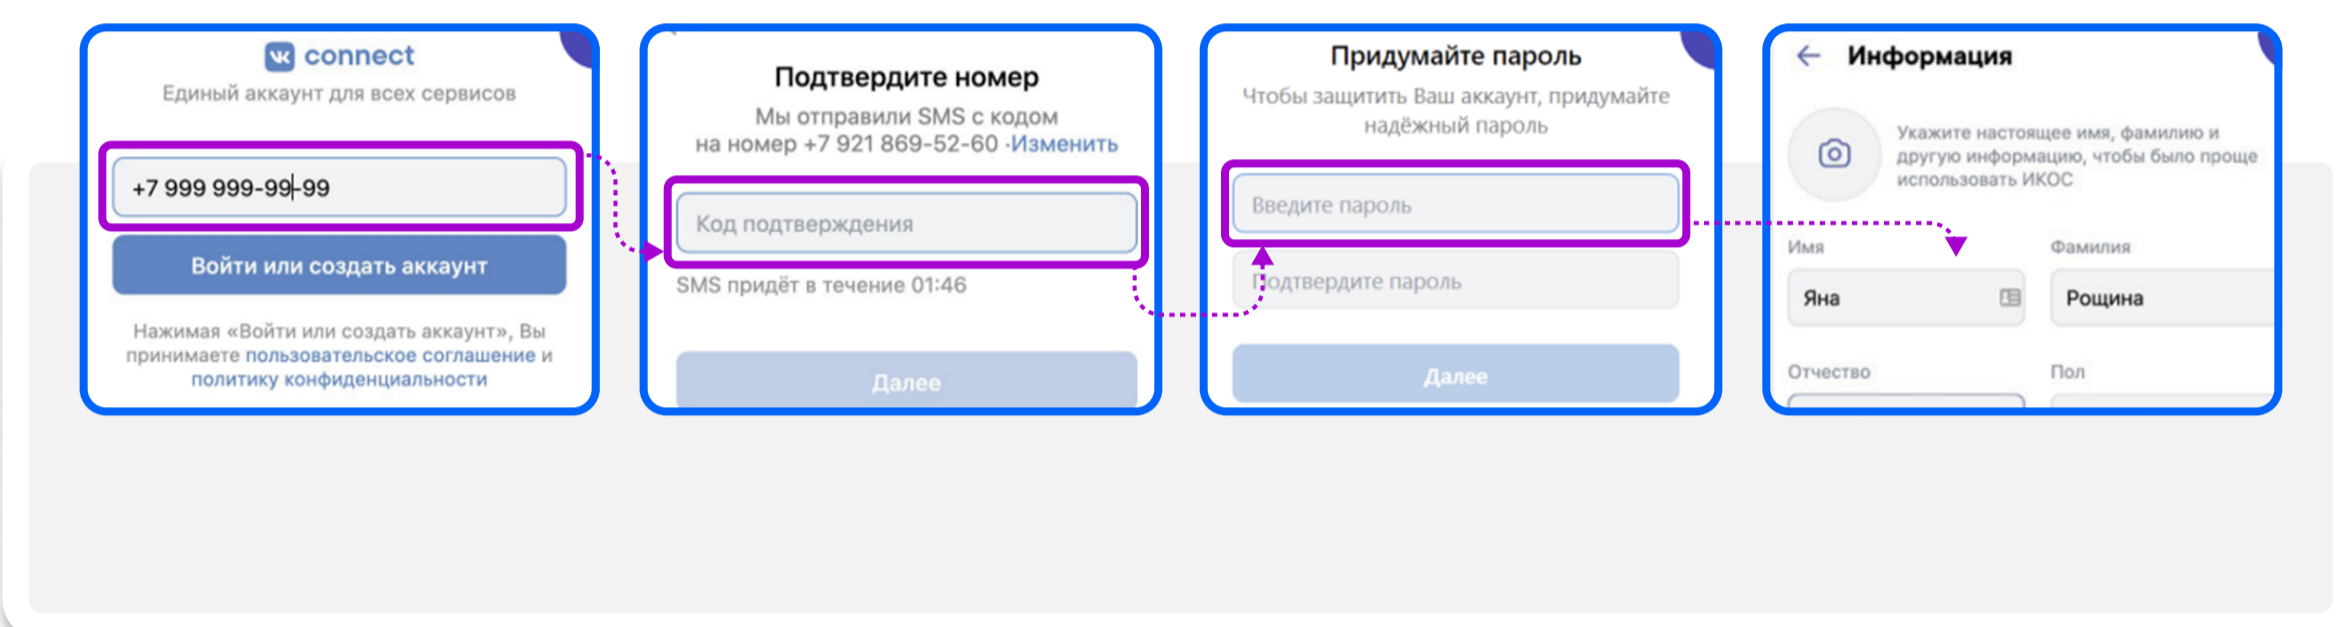 VK connect
Единый аккаунт для всех сервисов
+7 999 999-99-99
Войти или создать аккаунт
Нажимая «Войти или создать аккаунт», Вы
принимаете пользовательское соглашение и
политику конфиденциальности
Подтвердите номер
Мы отправили SMS с кодом
на номер +7 921 869-52-60 ·Изменить
Код подтверждения
SMS придёт в течение 01:46
Далее
Придумайте пароль
Чтобы защитить Ваш аккаунт, придумайте
надёжный пароль
Введите пароль
Подтвердите пароль
Далее
Информация
Укажите настоящее имя, фамилию и
другую информацию, чтобы было проще
использовать ИКОС
Имя
Фамилия
Яна
Рощина
Отчество
Пол